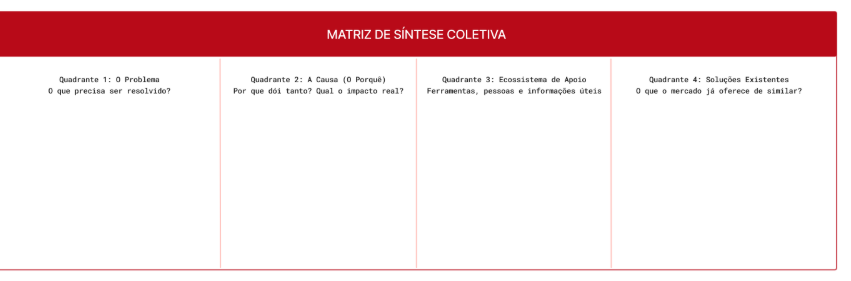 MATRIZ DE SÍNTESE COLETIVA
Quadrante 1: O Problema
O que precisa ser resolvido?
Quadrante 2: A Causa (O Porquê)
Por que dói tanto? Qual o impacto real?
Quadrante 3: Ecossistema de Apoio
Ferramentas, pessoas e informações úteis
Quadrante 4: Soluções Existentes
O que o mercado já oferece de similar?